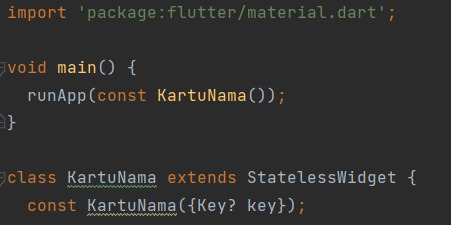 import 'package:flutter/material.dart';
void main() {
runApp(const KartuNama());
}
class KartuNama extends StatelessWidget {
const KartuNama({Key? key});